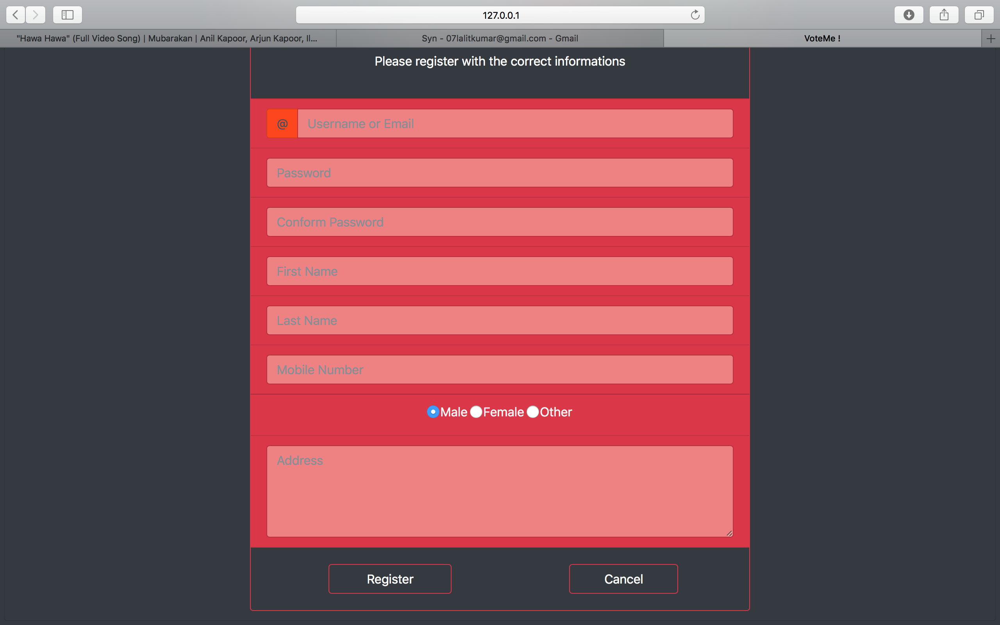 127.0.0.1
"Hawa Hawa" (Full Video Song) | Mubarakan | Anil Kapoor, Arjun Kapoor, Il...
Syn - 07lalitkumar@gmail.com - Gmail
VoteMe !
Please register with the correct informations
@ Username or Email
Password
Conform Password
First Name
Last Name
Mobile Number
Male Female Other
Address
Register Cancel